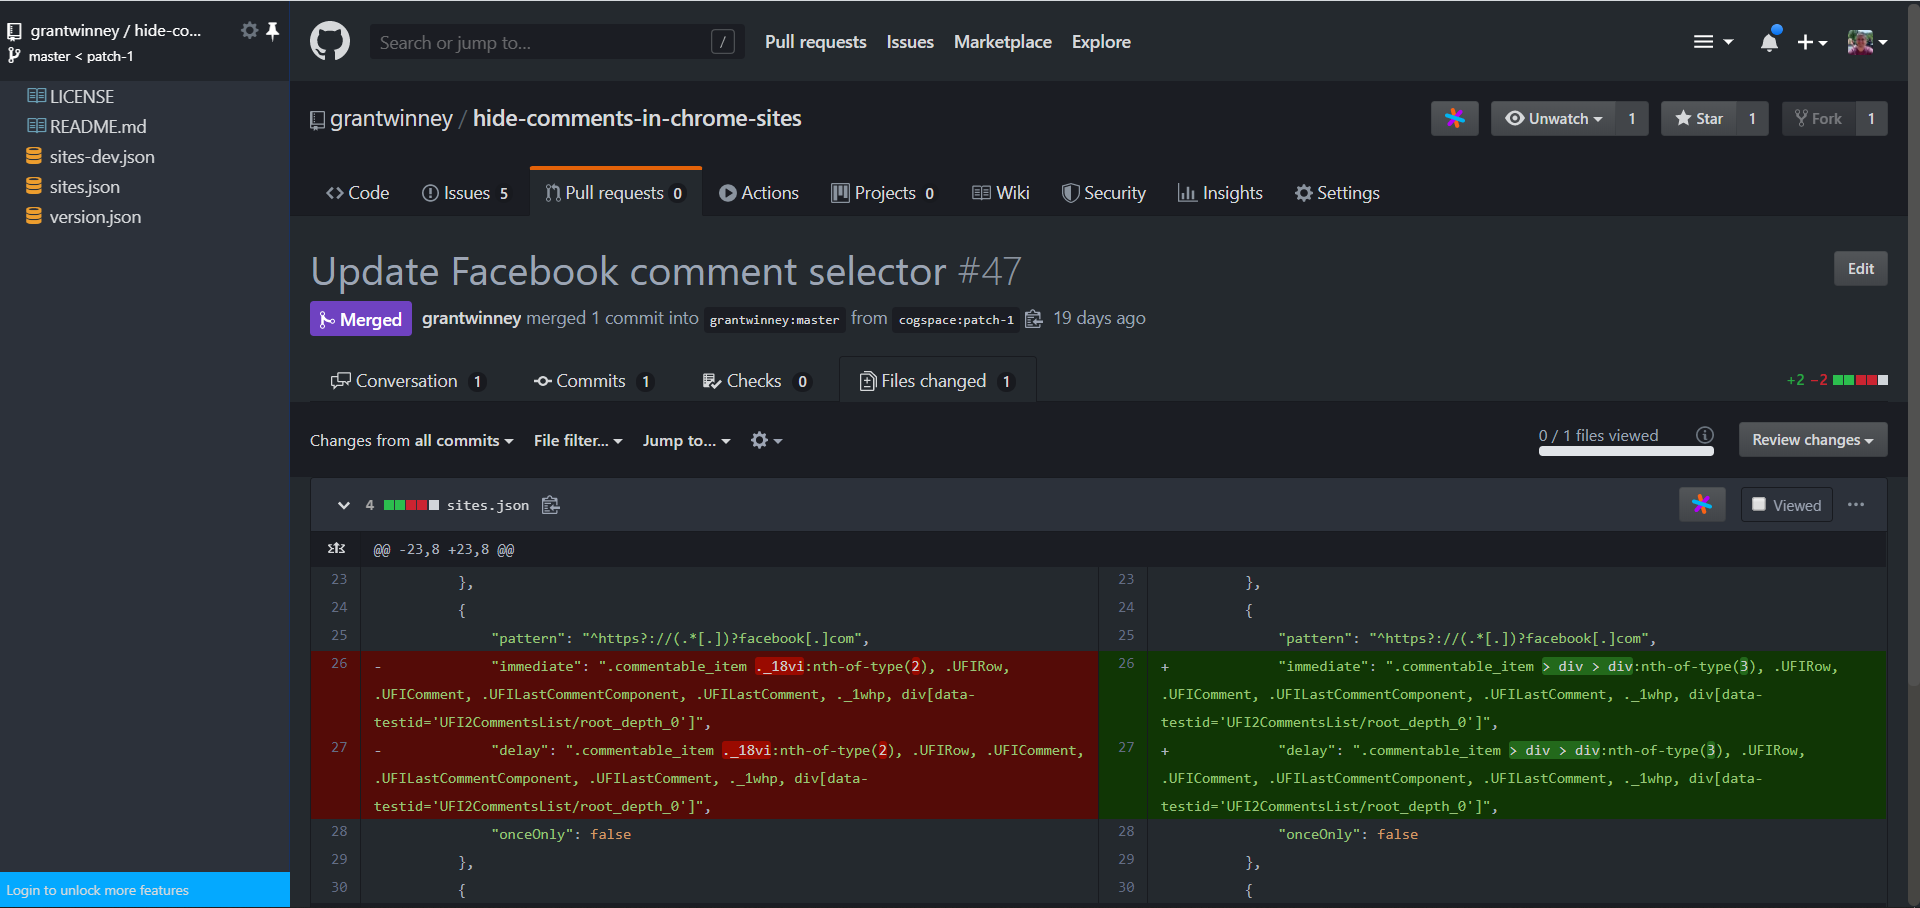 grantwinney / hide-co...
master < patch-1
LICENSE
README.md
sites-dev.json
sites.json
version.json
Login to unlock more features
Search or jump to... /
Pull requests Issues Marketplace Explore
grantwinney / hide-comments-in-chrome-sites
Unwatch 1 Star 1 Fork 1
Code Issues 5 Pull requests 0 Actions Projects 0 Wiki Security Insights Settings
Update Facebook comment selector #47
Edit
Merged grantwinney merged 1 commit into grantwinney:master from cogspace:patch-1 19 days ago
Conversation 1 Commits 1 Checks 0 Files changed 1
+2 −2
Changes from all commits File filter... Jump to...
0 / 1 files viewed
Review changes
4 sites.json
Viewed ...
@@ -23,8 +23,8 @@
23 },
24 {
25 "pattern": "^https?://(.*[.])?facebook[.]com",
26 - "immediate": ".commentable_item ._18vi:nth-of-type(2), .UFIRow,
.UFIComment, .UFILastCommentComponent, .UFILastComment, ._1whp, div[data-
testid='UFI2CommentsList/root_depth_0']",
27 - "delay": ".commentable_item ._18vi:nth-of-type(2), .UFIRow, .UFIComment,
.UFILastCommentComponent, .UFILastComment, ._1whp, div[data-
testid='UFI2CommentsList/root_depth_0']",
28 "onceOnly": false
29 },
30 {
23 },
24 {
25 "pattern": "^https?://(.*[.])?facebook[.]com",
26 + "immediate": ".commentable_item > div > div:nth-of-type(3), .UFIRow,
.UFIComment, .UFILastCommentComponent, .UFILastComment, ._1whp, div[data-
testid='UFI2CommentsList/root_depth_0']",
27 + "delay": ".commentable_item > div > div:nth-of-type(3), .UFIRow,
.UFIComment, .UFILastCommentComponent, .UFILastComment, ._1whp, div[data-
testid='UFI2CommentsList/root_depth_0']",
28 "onceOnly": false
29 },
30 {